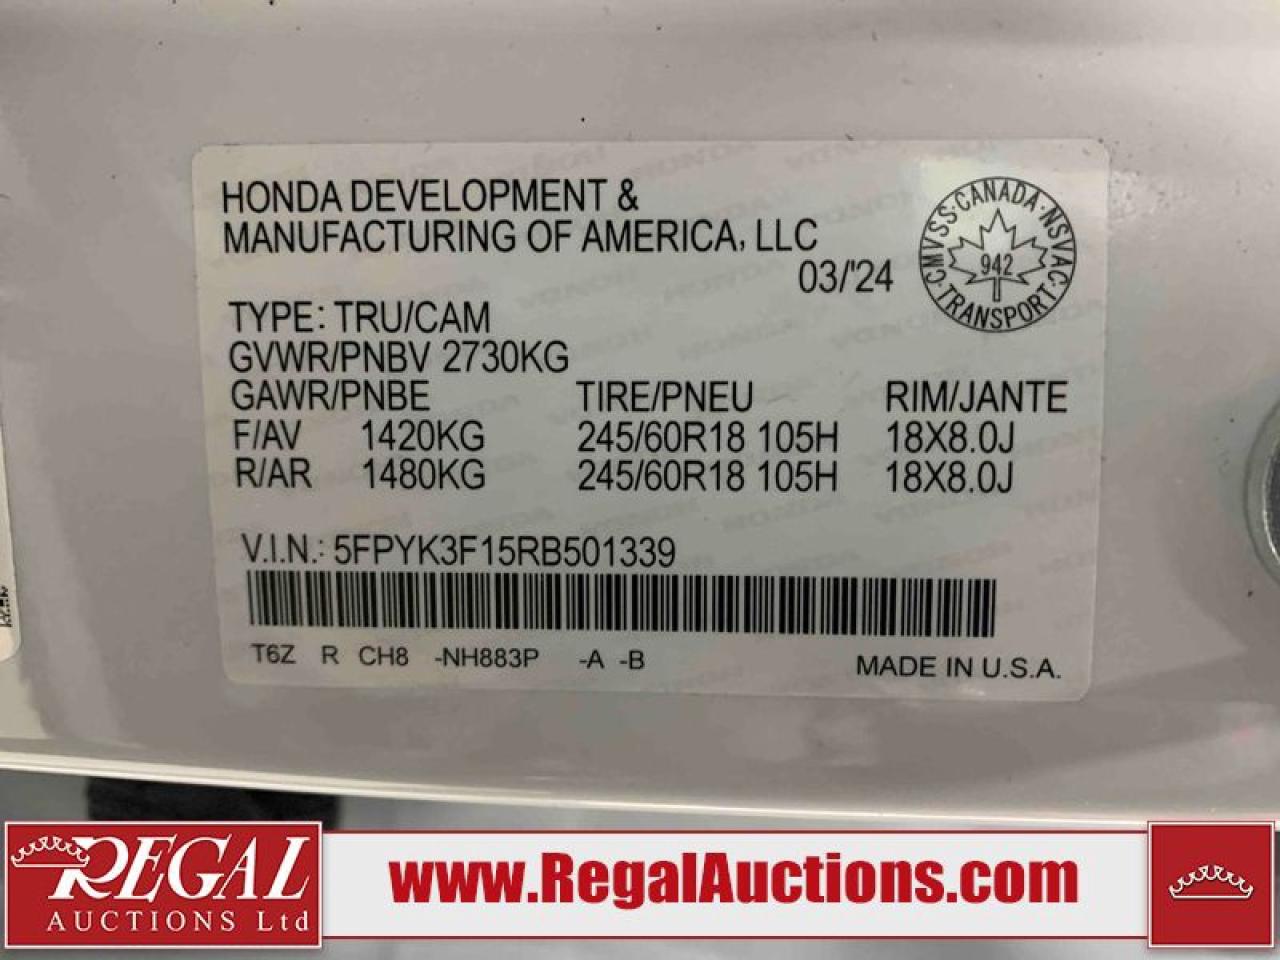 HONDA DEVELOPMENT &
MANUFACTURING OF AMERICA, LLC
03/'24
CMVSS·CANADA·NSVAC·TRANSPORT
942
TYPE: TRU/CAM
GVWR/PNBV 2730KG
GAWR/PNBE TIRE/PNEU RIM/JANTE
F/AV 1420KG 245/60R18 105H 18X8.0J
R/AR 1480KG 245/60R18 105H 18X8.0J
V.I.N.: 5FPYK3F15RB501339
T6Z R CH8 -NH883P -A -B MADE IN U.S.A.
REGAL
AUCTIONS Ltd
www.RegalAuctions.com